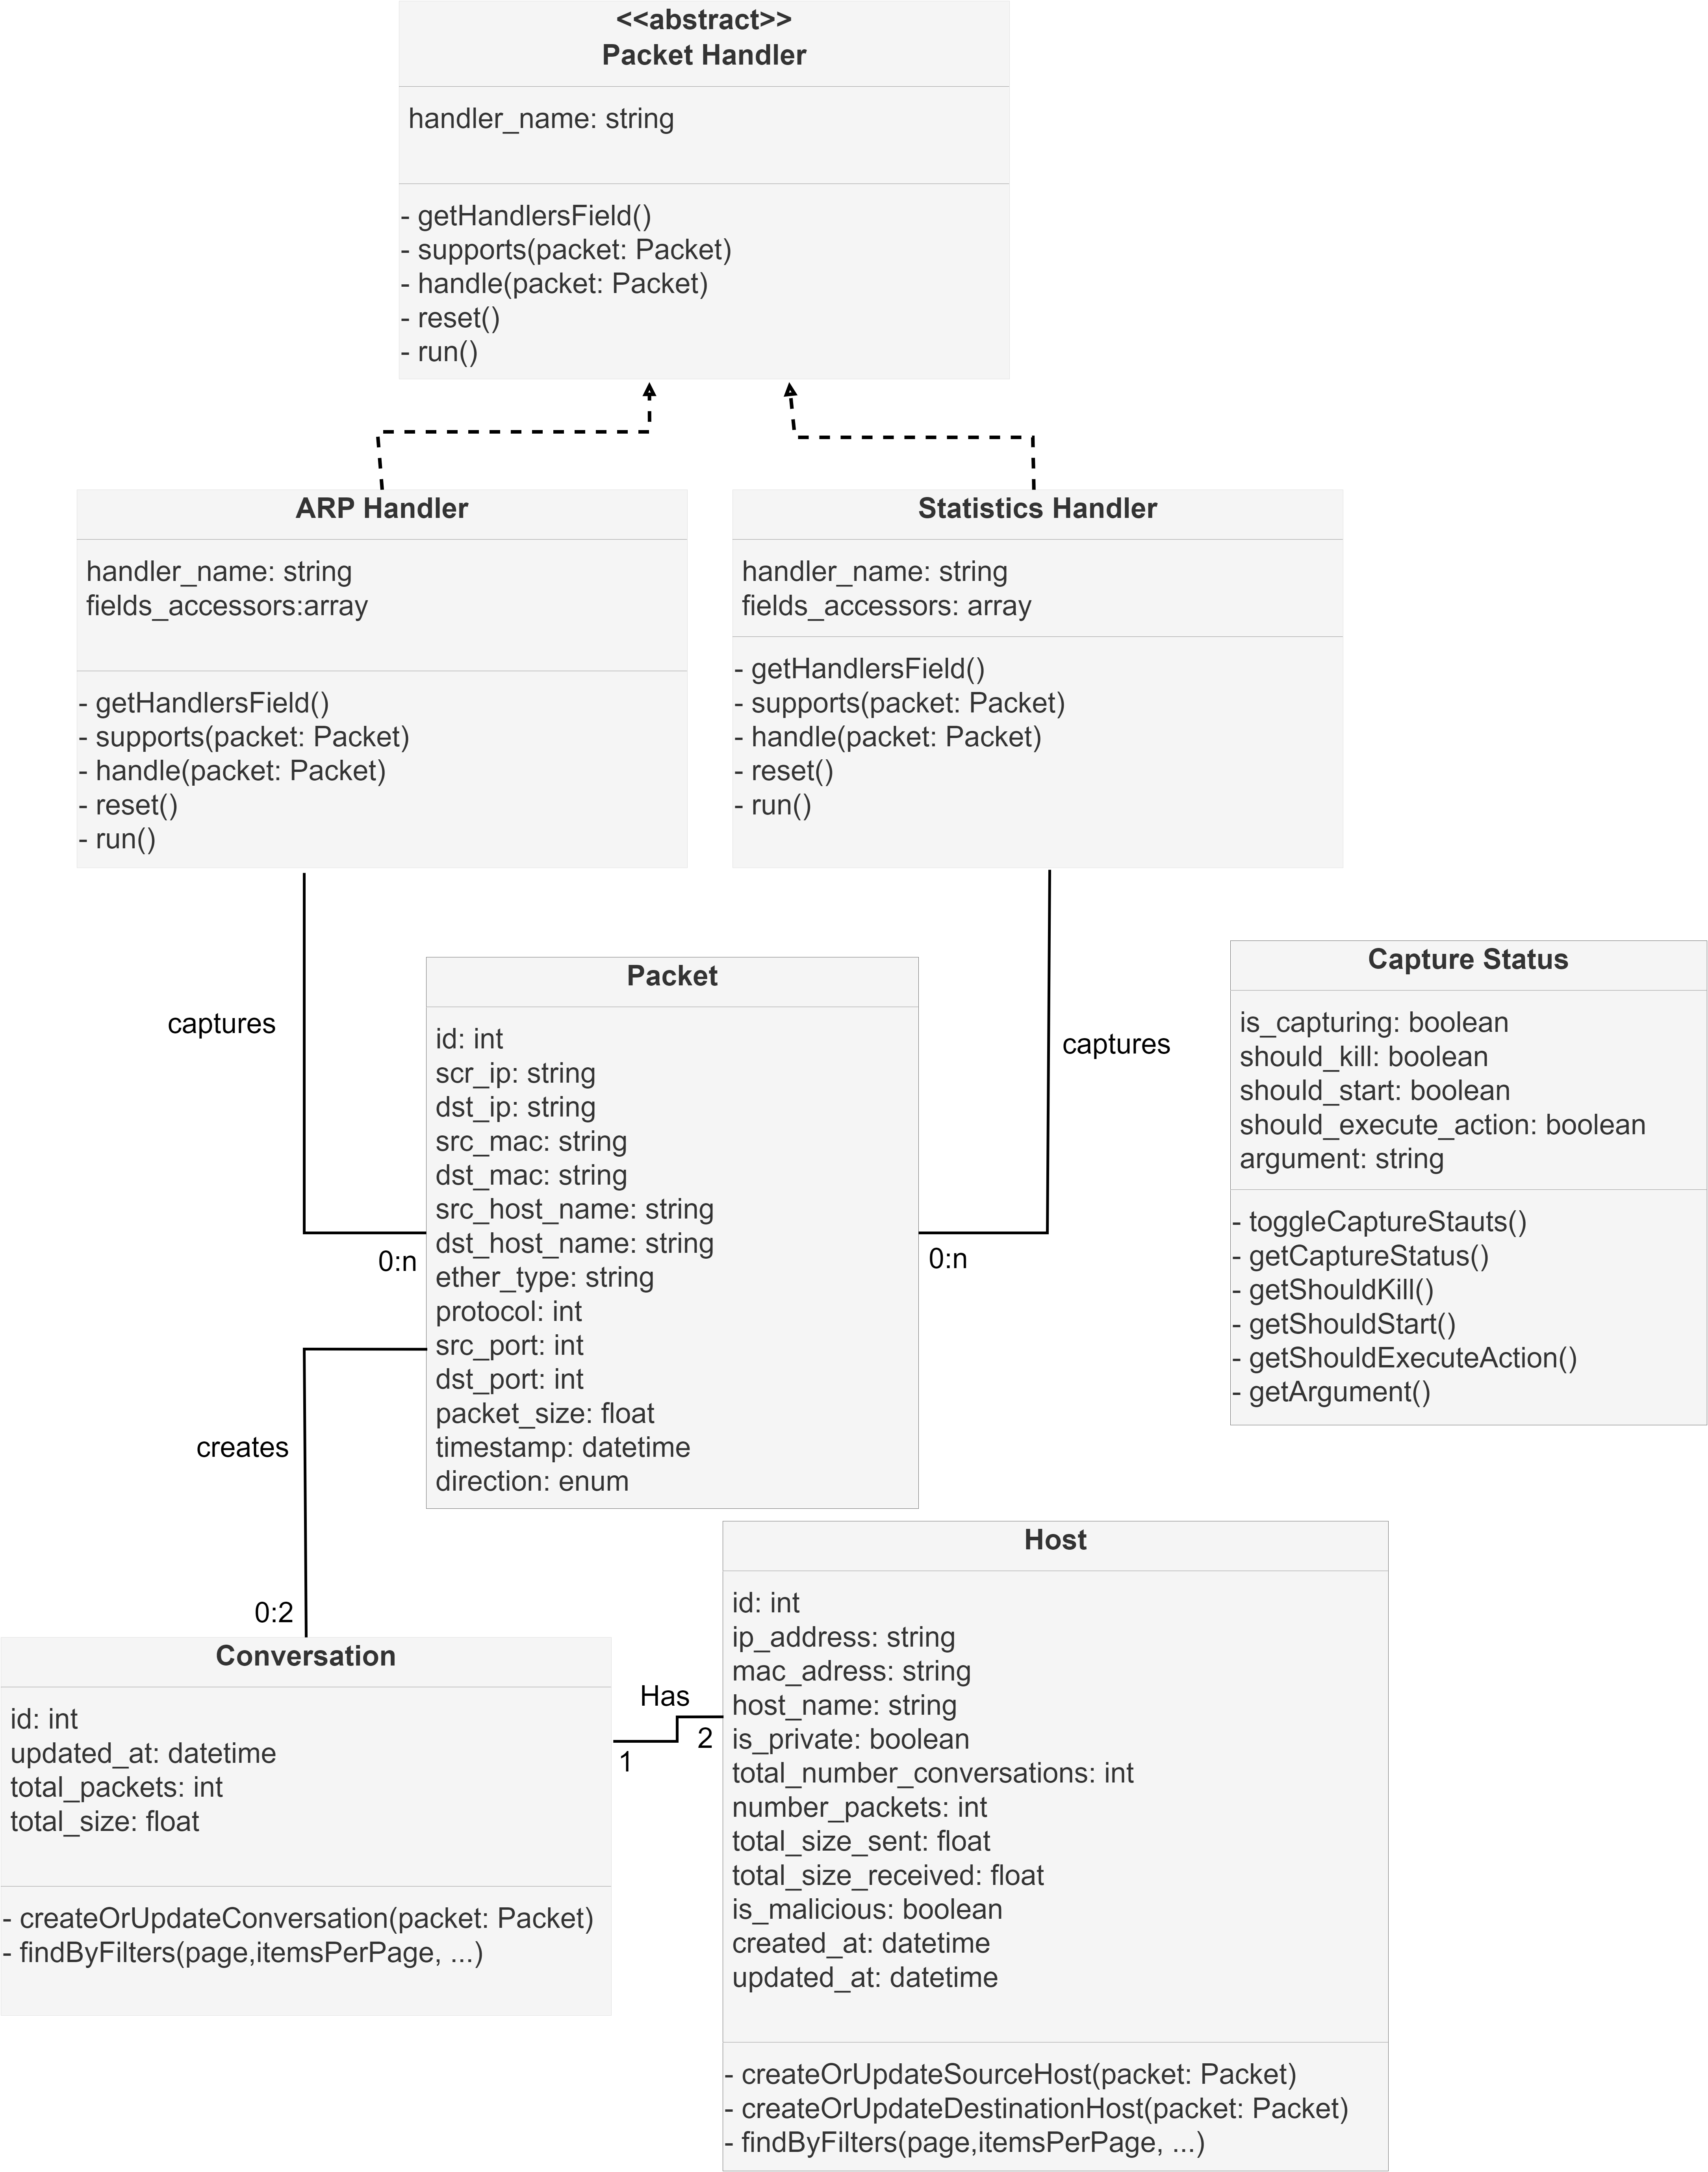 <<abstract>>
Packet Handler
handler_name: string
- getHandlersField()
- supports(packet: Packet)
- handle(packet: Packet)
- reset()
- run()
ARP Handler
handler_name: string
fields_accessors:array
- getHandlersField()
- supports(packet: Packet)
- handle(packet: Packet)
- reset()
- run()
Statistics Handler
handler_name: string
fields_accessors: array
- getHandlersField()
- supports(packet: Packet)
- handle(packet: Packet)
- reset()
- run()
captures
0:n
captures
0:n
Packet
id: int
scr_ip: string
dst_ip: string
src_mac: string
dst_mac: string
src_host_name: string
dst_host_name: string
ether_type: string
protocol: int
src_port: int
dst_port: int
packet_size: float
timestamp: datetime
direction: enum
Capture Status
is_capturing: boolean
should_kill: boolean
should_start: boolean
should_execute_action: boolean
argument: string
- toggleCaptureStauts()
- getCaptureStatus()
- getShouldKill()
- getShouldStart()
- getShouldExecuteAction()
- getArgument()
creates
0:2
Conversation
id: int
updated_at: datetime
total_packets: int
total_size: float
- createOrUpdateConversation(packet: Packet)
- findByFilters(page,itemsPerPage, ...)
Has
1
2
Host
id: int
ip_address: string
mac_adress: string
host_name: string
is_private: boolean
total_number_conversations: int
number_packets: int
total_size_sent: float
total_size_received: float
is_malicious: boolean
created_at: datetime
updated_at: datetime
- createOrUpdateSourceHost(packet: Packet)
- createOrUpdateDestinationHost(packet: Packet)
- findByFilters(page,itemsPerPage, ...)